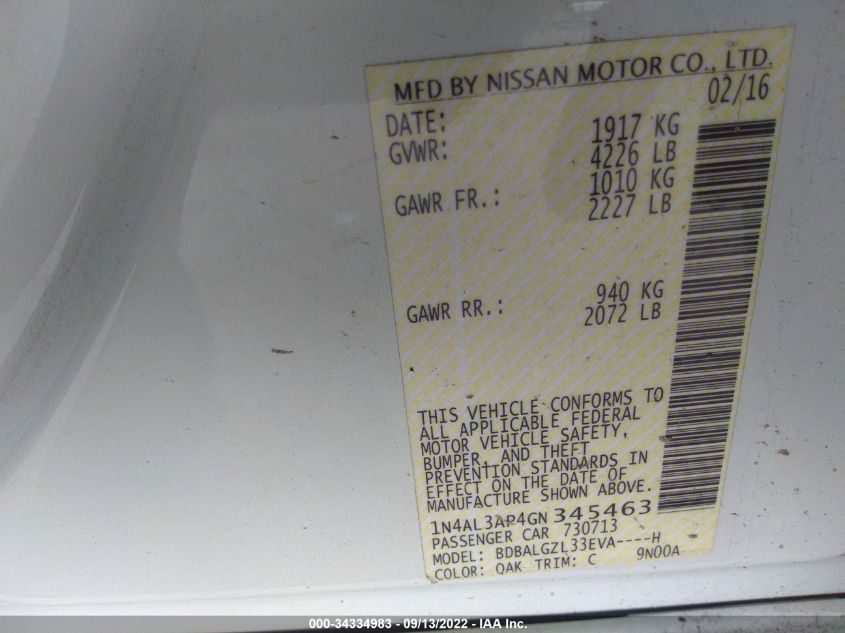 MFD BY NISSAN MOTOR CO., LTD.
DATE: 02/16
GVWR: 1917 KG
4226 LB
GAWR FR.: 1010 KG
2227 LB
GAWR RR.: 940 KG
2072 LB
THIS VEHICLE CONFORMS TO
ALL APPLICABLE FEDERAL
MOTOR VEHICLE SAFETY,
BUMPER, AND THEFT
PREVENTION STANDARDS IN
EFFECT ON THE DATE OF
MANUFACTURE SHOWN ABOVE.
1N4AL3AP4GN345463
PASSENGER CAR 730713
MODEL: BDBALGZL33EVA----H
COLOR: QAK TRIM: C 9N00A
000-34334983 - 09/13/2022 - IAA Inc.